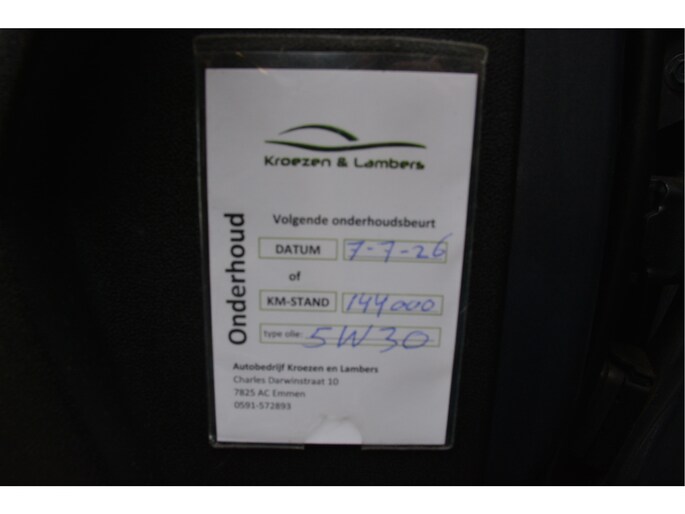 Kroezen & Lambers
Onderhoud
Volgende onderhoudsbeurt
DATUM 7-7-26
of
KM-STAND 144000
type olie: 5W30
Autobedrijf Kroezen en Lambers
Charles Darwinstraat 10
7825 AC Emmen
0591-572893